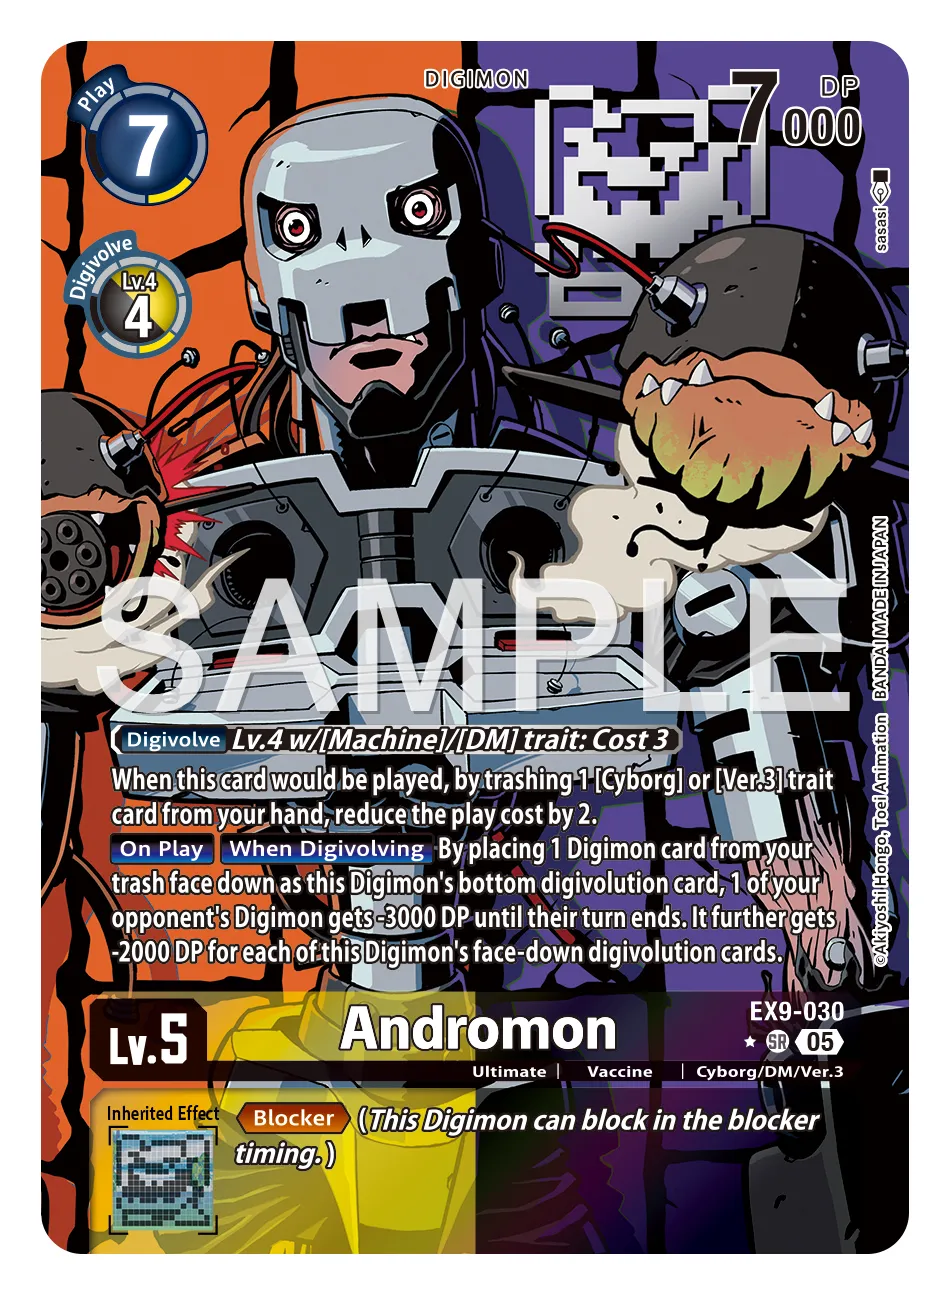 DIGIMON
Play
7
7000
DP
Digivolve
Lv.4
4
sasasi
SAMPLE
Digivolve Lv.4 w/[Machine]/[DM] trait: Cost 3
When this card would be played, by trashing 1 [Cyborg] or [Ver.3] trait
card from your hand, reduce the play cost by 2.
On Play When Digivolving By placing 1 Digimon card from your
trash face down as this Digimon's bottom digivolution card, 1 of your
opponent's Digimon gets -3000 DP until their turn ends. It further gets
-2000 DP for each of this Digimon's face-down digivolution cards.
©Akiyoshi Hongo, Toei Animation BANDAI MADE IN JAPAN
Lv.5
Andromon
EX9-030
SR 05
Ultimate | Vaccine | Cyborg/DM/Ver.3
Inherited Effect
Blocker (This Digimon can block in the blocker
timing.)